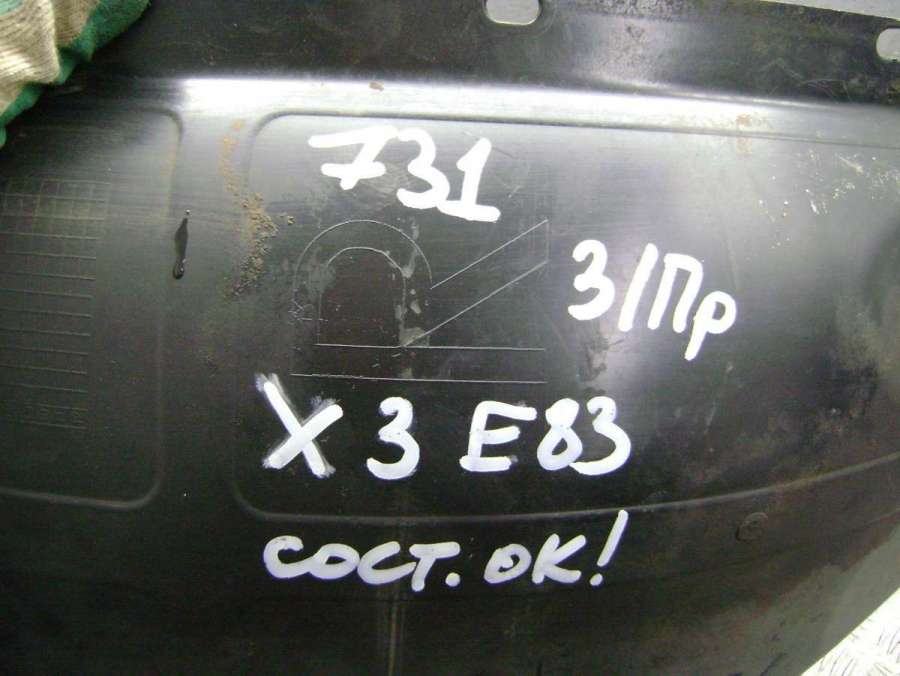 731
З/Пр
X3 E83
сост. ок!